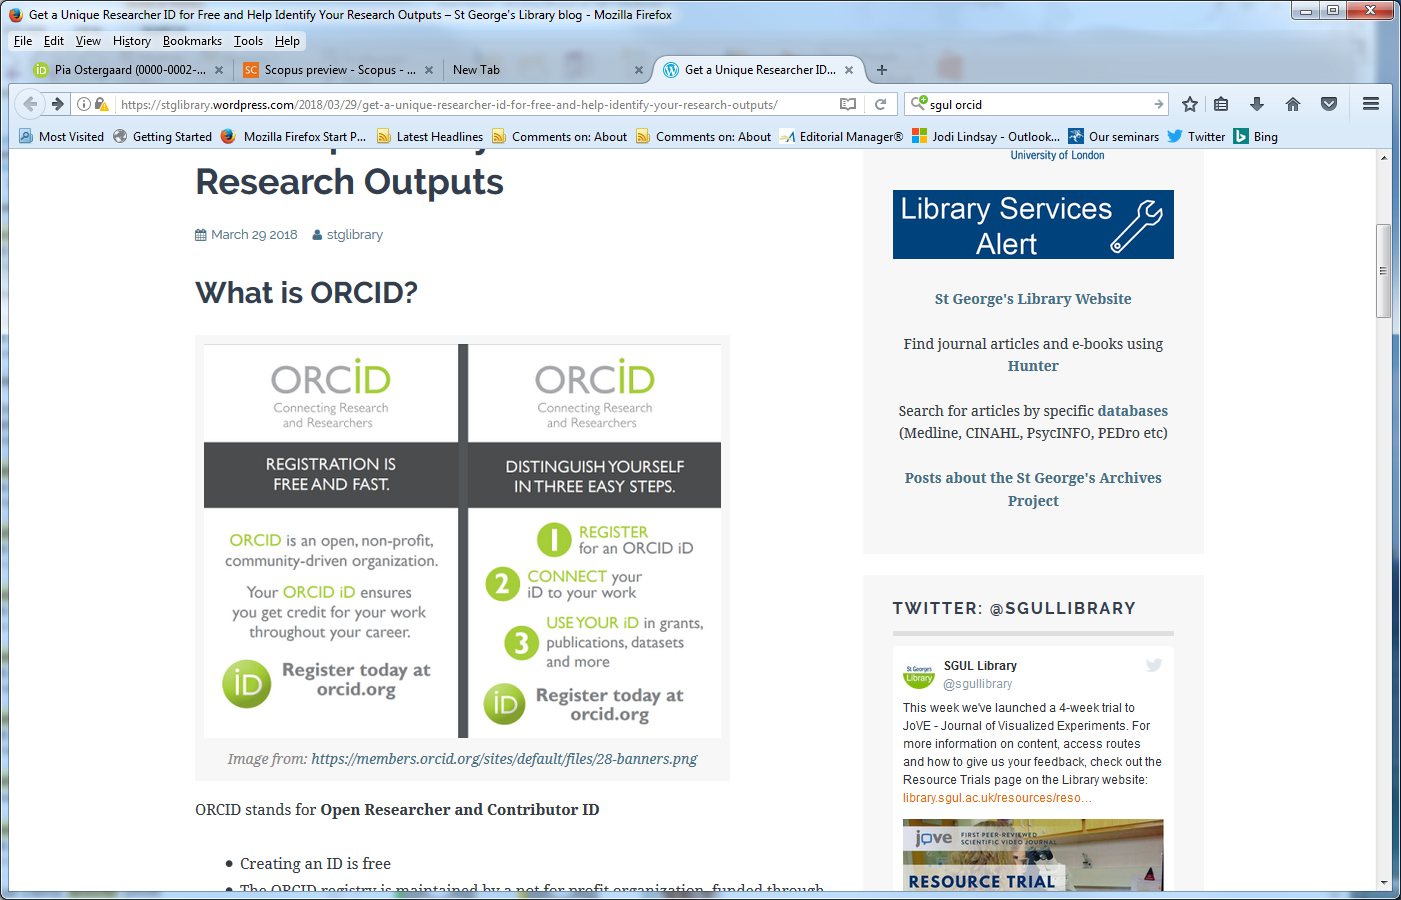 Get a Unique Researcher ID for Free and Help Identify Your Research Outputs – St George's Library blog - Mozilla Firefox
File Edit View History Bookmarks Tools Help
Pia Ostergaard (0000-0002-...
Scopus preview - Scopus - ...
New Tab
Get a Unique Researcher ID...
https://stglibrary.wordpress.com/2018/03/29/get-a-unique-researcher-id-for-free-and-help-identify-your-research-outputs/
sgul orcid
Most Visited Getting Started Mozilla Firefox Start P... Latest Headlines Comments on: About Comments on: About Editorial Manager® Jodi Lindsay - Outlook... Our seminars Twitter Bing
Research Outputs
March 29 2018 stglibrary
What is ORCID?
ORCiD
Connecting Research
and Researchers
REGISTRATION IS
FREE AND FAST.
ORCID is an open, non-profit,
community-driven organization.
Your ORCID iD ensures
you get credit for your work
throughout your career.
iD
Register today at
orcid.org
ORCiD
Connecting Research
and Researchers
DISTINGUISH YOURSELF
IN THREE EASY STEPS.
1 REGISTER
for an ORCID iD
2 CONNECT your
iD to your work
3 USE YOUR iD in grants,
publications, datasets
and more
iD
Register today at
orcid.org
Image from: https://members.orcid.org/sites/default/files/28-banners.png
ORCID stands for Open Researcher and Contributor ID
Creating an ID is free
The ORCID registry is maintained by a not for profit organization, funded through
University of London
Library Services
Alert
St George's Library Website
Find journal articles and e-books using
Hunter
Search for articles by specific databases
(Medline, CINAHL, PsycINFO, PEDro etc)
Posts about the St George's Archives
Project
TWITTER: @SGULLIBRARY
St George's
Library
SGUL Library
@sgullibrary
This week we've launched a 4-week trial to
JoVE - Journal of Visualized Experiments. For
more information on content, access routes
and how to give us your feedback, check out the
Resource Trials page on the Library website:
library.sgul.ac.uk/resources/reso...
jove
FIRST PEER-REVIEWED
SCIENTIFIC VIDEO JOURNAL
RESOURCE TRIAL